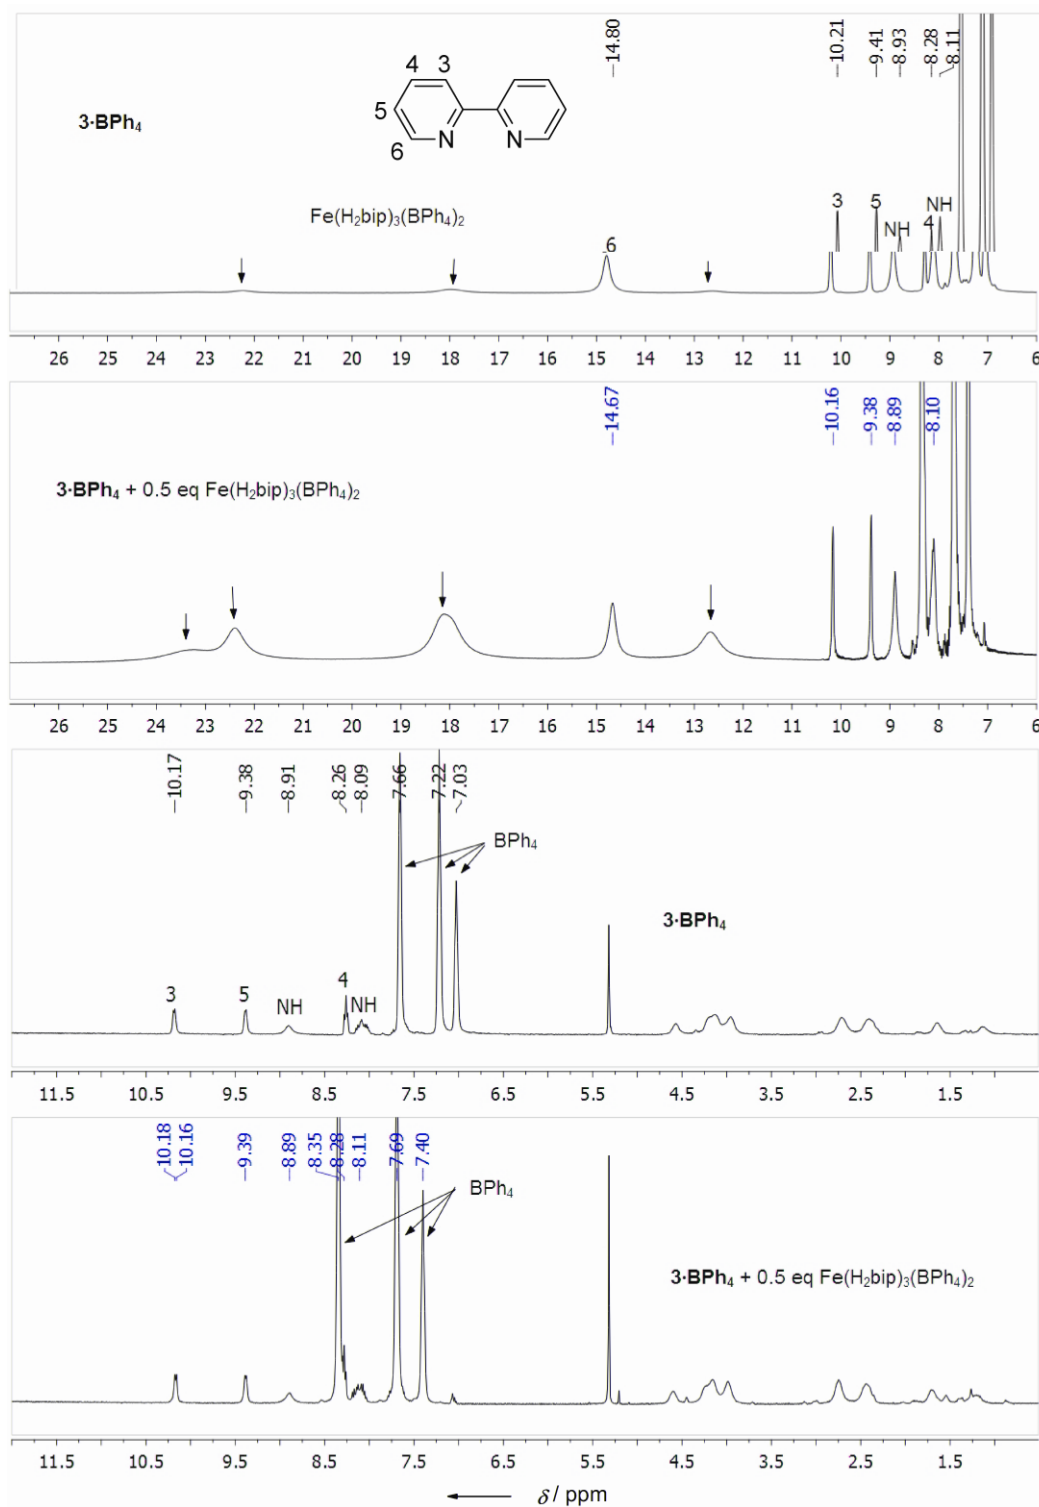 14.80
10.21
9.41
8.93
8.28
8.11
4 3
5
N N
6
3·BPh₄
Fe(H₂bip)₃(BPh₄)₂
6
3
5
NH
4
NH
26 25 24 23 22 21 20 19 18 17 16 15 14 13 12 11 10 9 8 7 6
14.67
10.16
9.38
8.89
8.10
3·BPh₄ + 0.5 eq Fe(H₂bip)₃(BPh₄)₂
26 25 24 23 22 21 20 19 18 17 16 15 14 13 12 11 10 9 8 7 6
10.17
9.38
8.91
8.26
8.09
7.66
7.22
7.03
BPh₄
3·BPh₄
3
5
NH
4
NH
11.5 10.5 9.5 8.5 7.5 6.5 5.5 4.5 3.5 2.5 1.5
10.18
10.16
9.39
8.89
8.35
8.28
8.11
7.69
7.40
BPh₄
3·BPh₄ + 0.5 eq Fe(H₂bip)₃(BPh₄)₂
11.5 10.5 9.5 8.5 7.5 6.5 5.5 4.5 3.5 2.5 1.5
δ / ppm